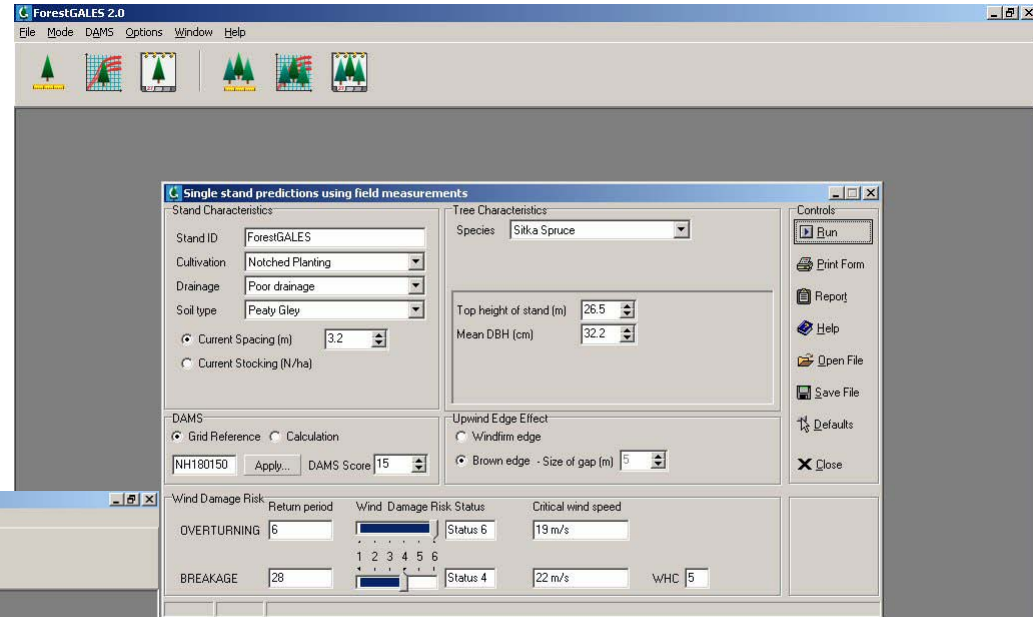 ForestGALES 2.0
File Mode DAMS Options Window Help
Single stand predictions using field measurements
Stand Characteristics
Stand ID ForestGALES
Cultivation Notched Planting
Drainage Poor drainage
Soil type Peaty Gley
Current Spacing (m) 3.2
Current Stocking (N/ha)
Tree Characteristics
Species Sitka Spruce
Top height of stand (m) 26.5
Mean DBH (cm) 32.2
Controls
Run
Print Form
Report
Help
Open File
Save File
Defaults
Close
DAMS
Grid Reference Calculation
NH180150 Apply... DAMS Score 15
Upwind Edge Effect
Windfirm edge
Brown edge - Size of gap (m) 5
Wind Damage Risk
Return period Wind Damage Risk Status Critical wind speed
OVERTURNING 6 Status 6 19 m/s
1 2 3 4 5 6
BREAKAGE 28 Status 4 22 m/s WHC 5